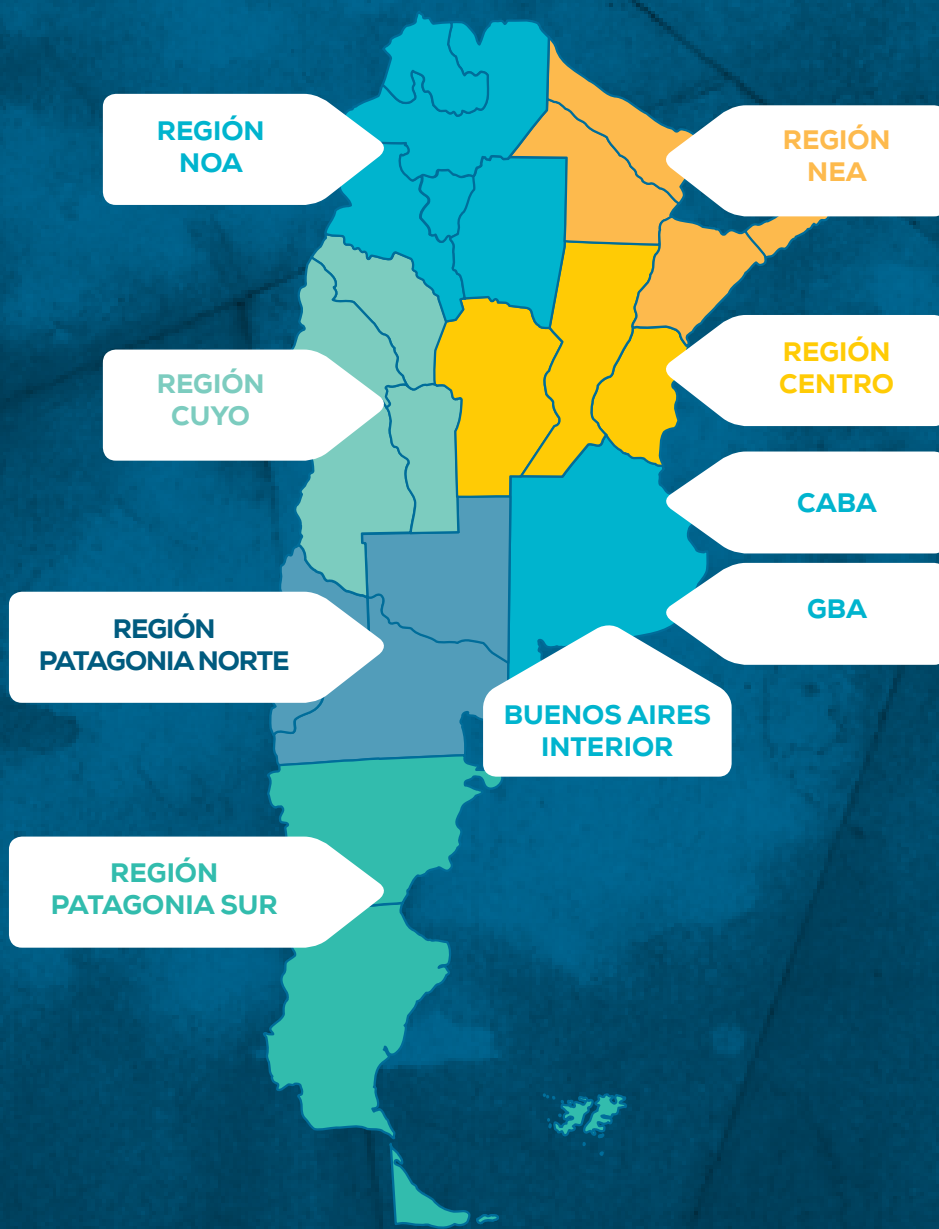 REGIÓN
NOA
REGIÓN
NEA
REGIÓN
CENTRO
REGIÓN
CUYO
CABA
GBA
REGIÓN
PATAGONIA NORTE
BUENOS AIRES
INTERIOR
REGIÓN
PATAGONIA SUR